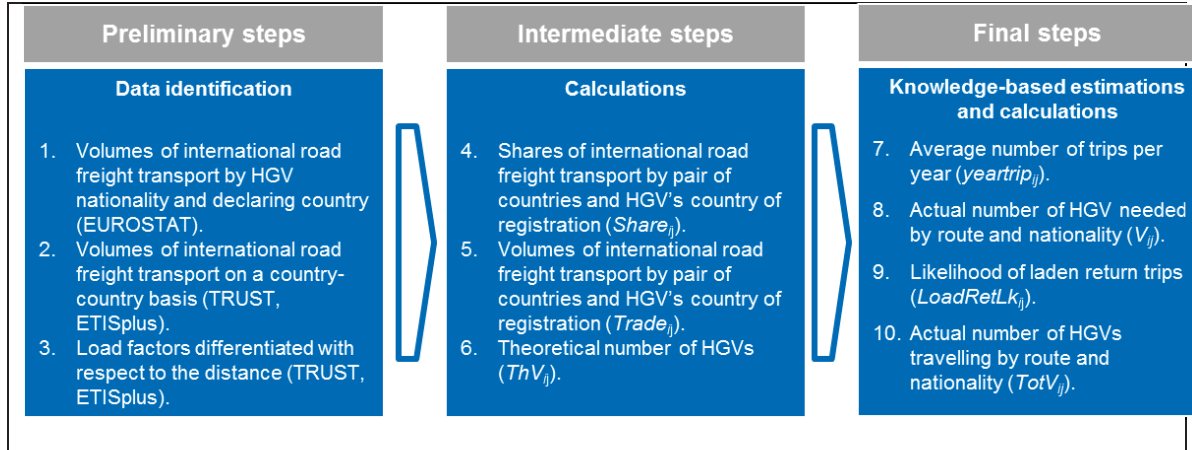 Preliminary steps
Data identification
1. Volumes of international road
freight transport by HGV
nationality and declaring country
(EUROSTAT).
2. Volumes of international road
freight transport on a country-
country basis (TRUST,
ETISplus).
3. Load factors differentiated with
respect to the distance (TRUST,
ETISplus).
Intermediate steps
Calculations
4. Shares of international road
freight transport by pair of
countries and HGV's country of
registration (Shareij).
5. Volumes of international road
freight transport by pair of
countries and HGV's country of
registration (Tradeij).
6. Theoretical number of HGVs
(ThVij).
Final steps
Knowledge-based estimations
and calculations
7. Average number of trips per
year (yeartripij).
8. Actual number of HGV needed
by route and nationality (Vij).
9. Likelihood of laden return trips
(LoadRetLkij).
10. Actual number of HGVs
travelling by route and
nationality (TotVij).